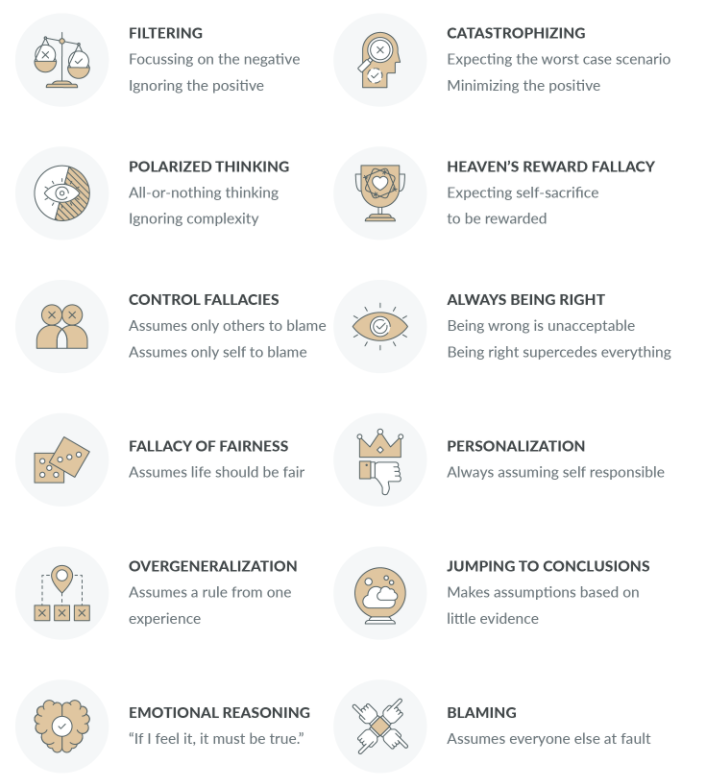 FILTERING
Focussing on the negative
Ignoring the positive
CATASTROPHIZING
Expecting the worst case scenario
Minimizing the positive
POLARIZED THINKING
All-or-nothing thinking
Ignoring complexity
HEAVEN'S REWARD FALLACY
Expecting self-sacrifice
to be rewarded
CONTROL FALLACIES
Assumes only others to blame
Assumes only self to blame
ALWAYS BEING RIGHT
Being wrong is unacceptable
Being right supercedes everything
FALLACY OF FAIRNESS
Assumes life should be fair
PERSONALIZATION
Always assuming self responsible
OVERGENERALIZATION
Assumes a rule from one
experience
JUMPING TO CONCLUSIONS
Makes assumptions based on
little evidence
EMOTIONAL REASONING
“If I feel it, it must be true.”
BLAMING
Assumes everyone else at fault